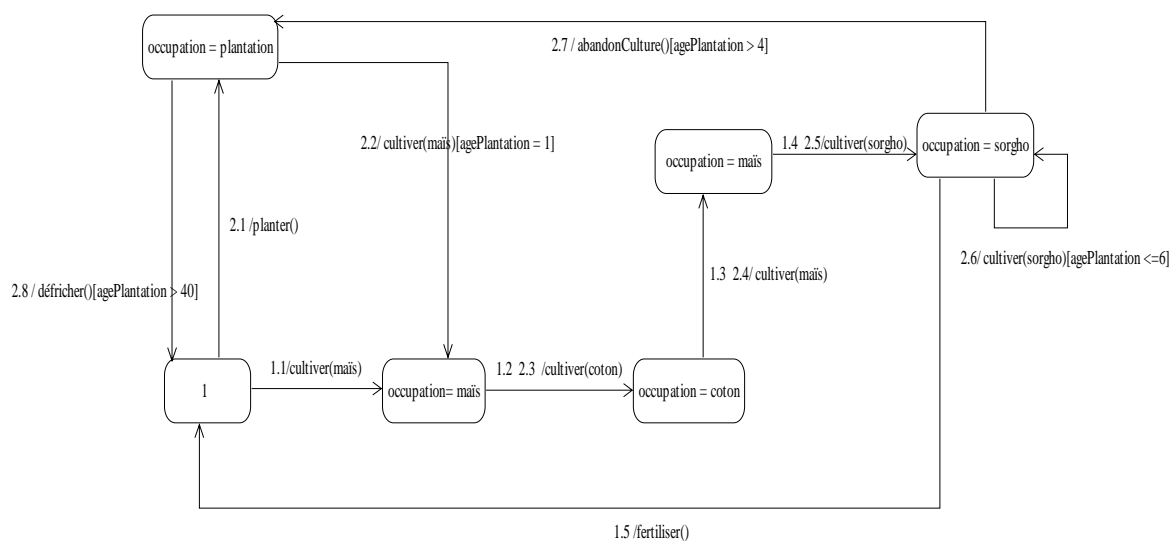 2.7 / abandonCulture()[agePlantation > 4]
occupation = plantation
2.2/ cultiver(maïs)[agePlantation = 1]
1.4 2.5/cultiver(sorgho)
occupation = sorgho
occupation = maïs
2.1 /planter()
2.6/ cultiver(sorgho)[agePlantation <=6]
1.3 2.4/ cultiver(maïs)
2.8 / défricher()[agePlantation > 40]
1.1/cultiver(maïs)
1.2 2.3 /cultiver(coton)
1
occupation= maïs
occupation = coton
1.5 /fertiliser()